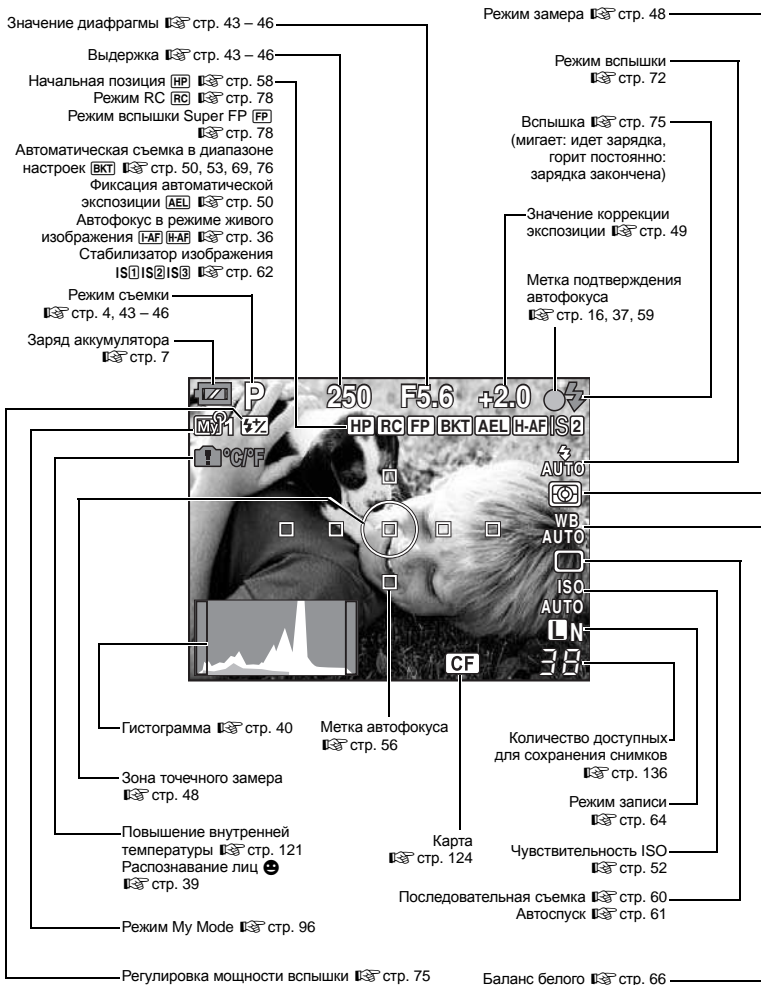 Значение диафрагмы ☞ стр. 43 – 46
Выдержка ☞ стр. 43 – 46
Начальная позиция HP ☞ стр. 58
Режим RC RC ☞ стр. 78
Режим вспышки Super FP FP
☞ стр. 78
Автоматическая съемка в диапазоне
настроек BKT ☞ стр. 50, 53, 69, 76
Фиксация автоматической
экспозиции AEL ☞ стр. 50
Автофокус в режиме живого
изображения I-AF H-AF ☞ стр. 36
Стабилизатор изображения
IS1 IS2 IS3 ☞ стр. 62
Режим съемки
☞ стр. 4, 43 – 46
Заряд аккумулятора
☞ стр. 7
Режим замера ☞ стр. 48
Режим вспышки
☞ стр. 72
Вспышка ☞ стр. 75
(мигает: идет зарядка,
горит постоянно:
зарядка закончена)
Значение коррекции
экспозиции ☞ стр. 49
Метка подтверждения
автофокуса
☞ стр. 16, 37, 59
P 250 F5.6 +2.0
My1 HP RC FP BKT AEL H-AF IS2
°C/°F
AUTO
WB
AUTO
ISO
AUTO
L N
CF 38
Гистограмма ☞ стр. 40
Метка автофокуса
☞ стр. 56
Зона точечного замера
☞ стр. 48
Повышение внутренней
температуры ☞ стр. 121
Распознавание лиц
☞ стр. 39
Режим My Mode ☞ стр. 96
Регулировка мощности вспышки ☞ стр. 75
Карта
☞ стр. 124
Количество доступных
для сохранения снимков
☞ стр. 136
Режим записи
☞ стр. 64
Чувствительность ISO
☞ стр. 52
Последовательная съемка ☞ стр. 60
Автоспуск ☞ стр. 61
Баланс белого ☞ стр. 66